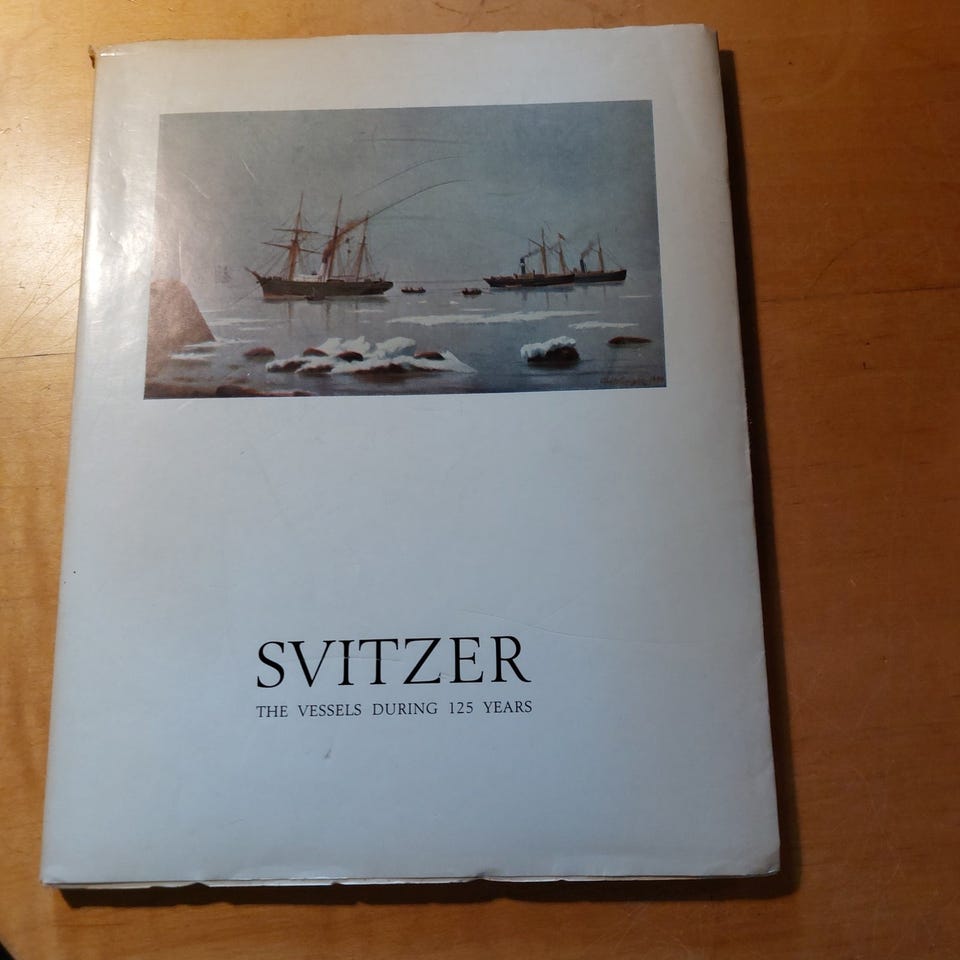 SVITZER
THE VESSELS DURING 125 YEARS